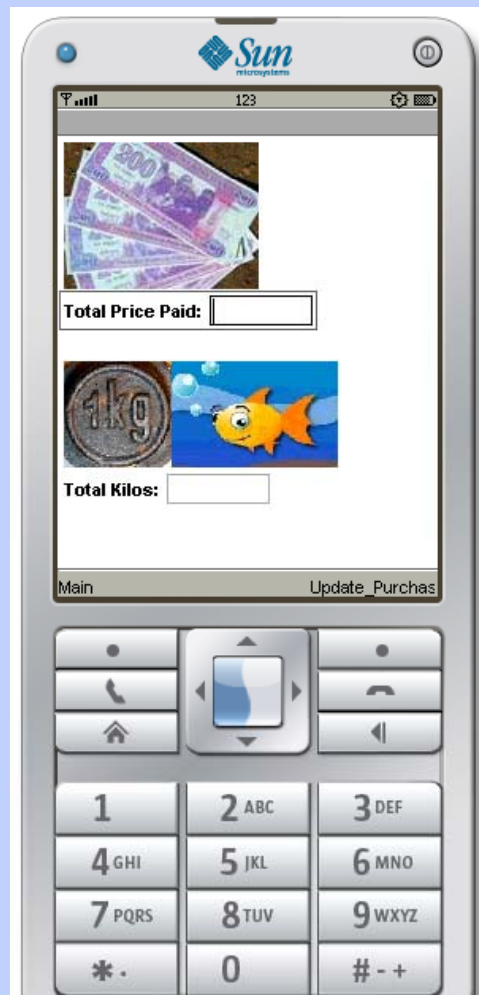 Sun
microsystems
123
200
Total Price Paid:
1kg
Total Kilos:
Main Update_Purchas
1 2 ABC 3 DEF
4 GHI 5 JKL 6 MNO
7 PQRS 8 TUV 9 WXYZ
* . 0 # - +